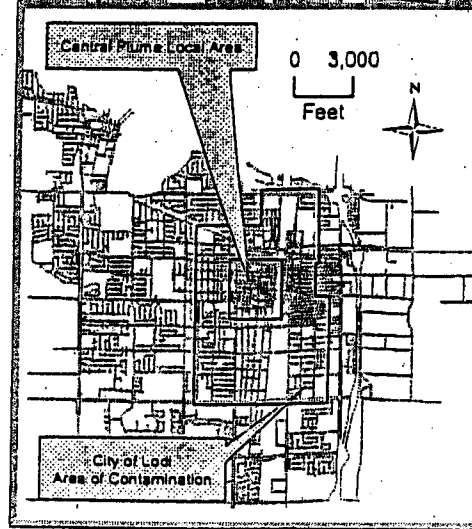 Central Plume Local Area
0 3,000
Feet
N
City of Lodi
Area of Contamination